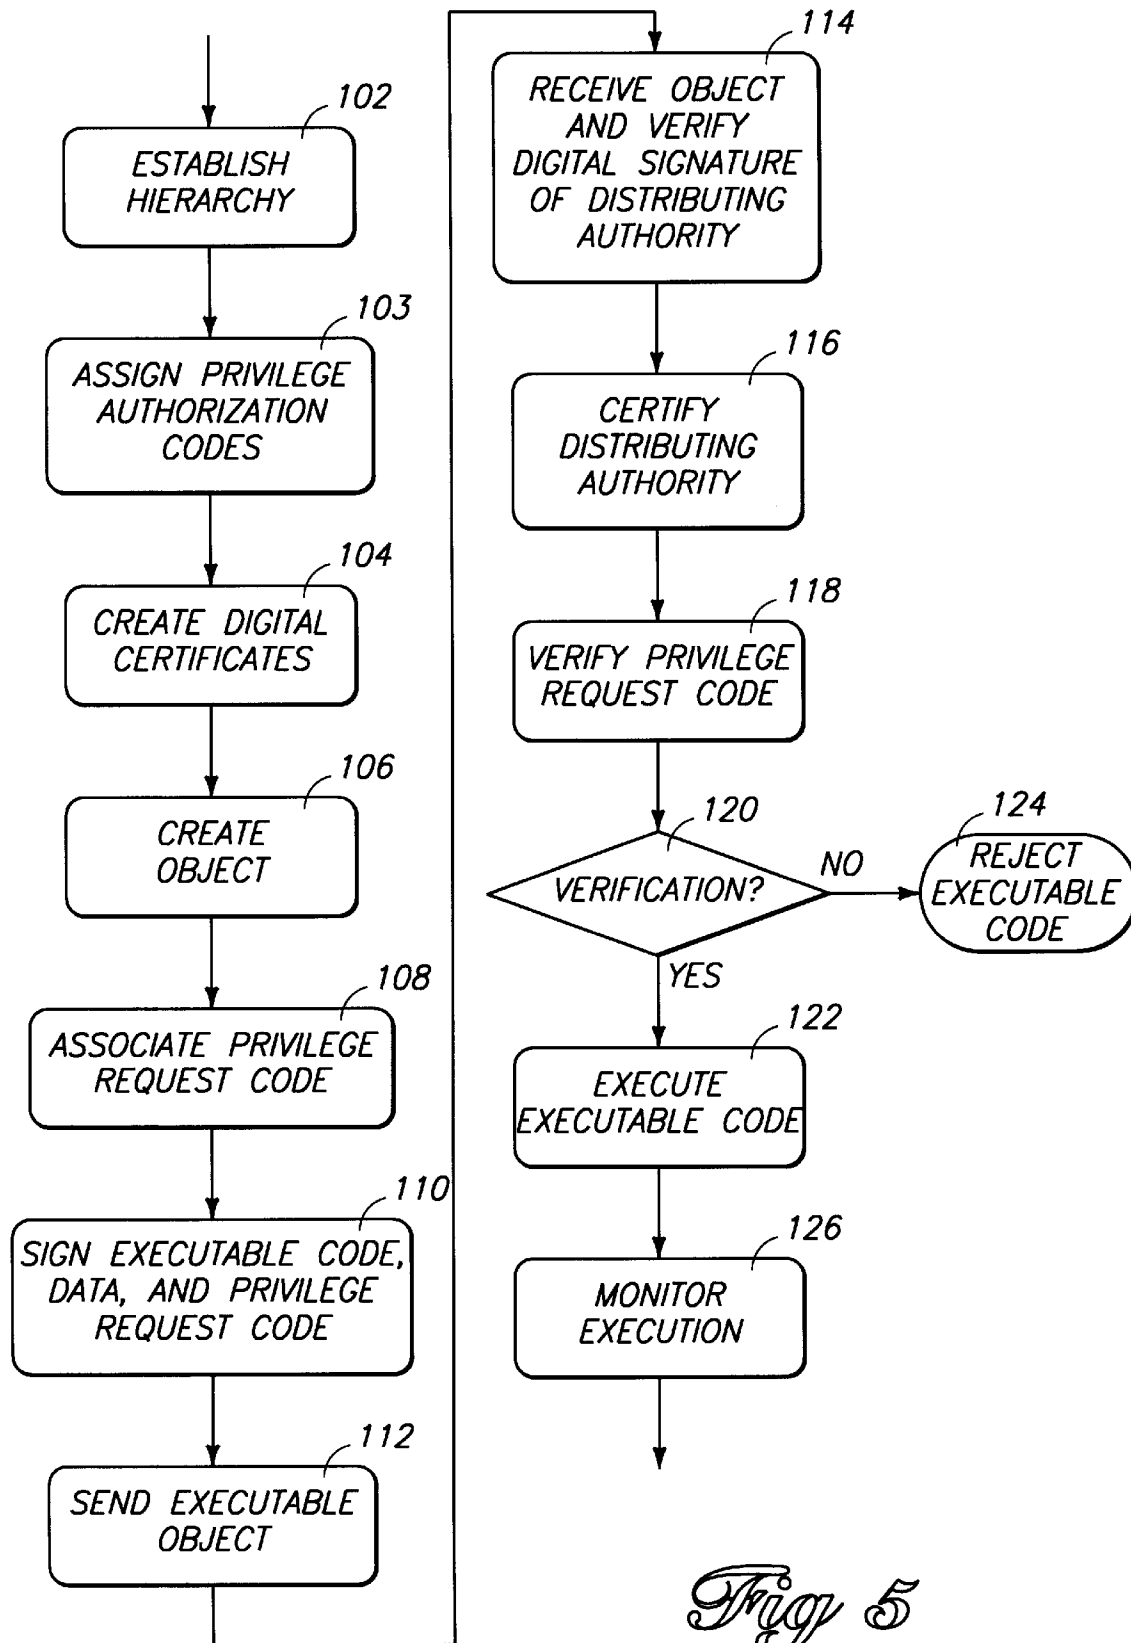 102
ESTABLISH
HIERARCHY
103
ASSIGN PRIVILEGE
AUTHORIZATION
CODES
104
CREATE DIGITAL
CERTIFICATES
106
CREATE
OBJECT
108
ASSOCIATE PRIVILEGE
REQUEST CODE
110
SIGN EXECUTABLE CODE,
DATA, AND PRIVILEGE
REQUEST CODE
112
SEND EXECUTABLE
OBJECT
114
RECEIVE OBJECT
AND VERIFY
DIGITAL SIGNATURE
OF DISTRIBUTING
AUTHORITY
116
CERTIFY
DISTRIBUTING
AUTHORITY
118
VERIFY PRIVILEGE
REQUEST CODE
120
VERIFICATION?
NO
124
REJECT
EXECUTABLE
CODE
YES
122
EXECUTE
EXECUTABLE CODE
126
MONITOR
EXECUTION
Fig 5